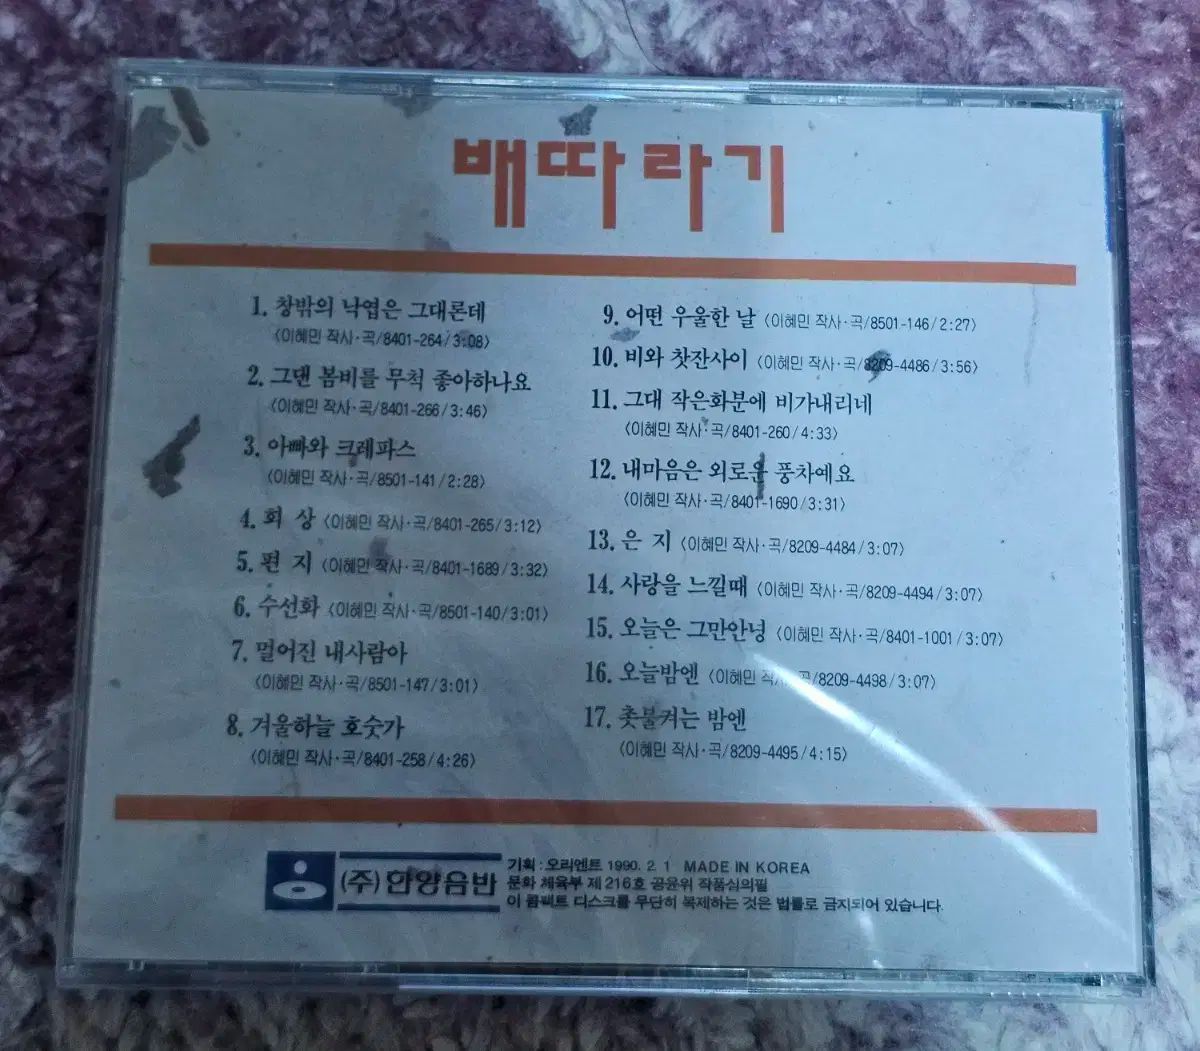 배따라기
1. 창밖의 낙엽은 그대론데
〈이혜민 작사·곡/8401-264/3:08〉
2. 그댄 봄비를 무척 좋아하나요
〈이혜민 작사·곡/8401-266/3:46〉
3. 아빠와 크레파스
〈이혜민 작사·곡/8501-141/2:28〉
4. 회 상 〈이혜민 작사·곡/8401-265/3:12〉
5. 편 지 〈이혜민 작사·곡/8401-1689/3:32〉
6. 수선화 〈이혜민 작사·곡/8501-140/3:01〉
7. 멀어진 내사람아
〈이혜민 작사·곡/8501-147/3:01〉
8. 겨울하늘 호숫가
〈이혜민 작사·곡/8401-258/4:26〉
9. 어떤 우울한 날 〈이혜민 작사·곡/8501-146/2:27〉
10. 비와 찻잔사이 〈이혜민 작사·곡/8209-4486/3:56〉
11. 그대 작은화분에 비가내리네
〈이혜민 작사·곡/8401-260/4:33〉
12. 내마음은 외로운 풍차예요
〈이혜민 작사·곡/8401-1690/3:31〉
13. 은 지 〈이혜민 작사·곡/8209-4484/3:07〉
14. 사랑을 느낄때 〈이혜민 작사·곡/8209-4494/3:07〉
15. 오늘은 그만안녕 〈이혜민 작사·곡/8401-1001/3:07〉
16. 오늘밤엔 〈이혜민 작사·곡/8209-4498/3:07〉
17. 촛불켜는 밤엔
〈이혜민 작사·곡/8209-4495/4:15〉
(주)한양음반
기획 : 오리엔트 1990. 2. 1 MADE IN KOREA
문화 체육부 제216호 공윤위 작품심의필
이 콤팩트 디스크를 무단히 복제하는 것은 법률로 금지되어 있습니다.